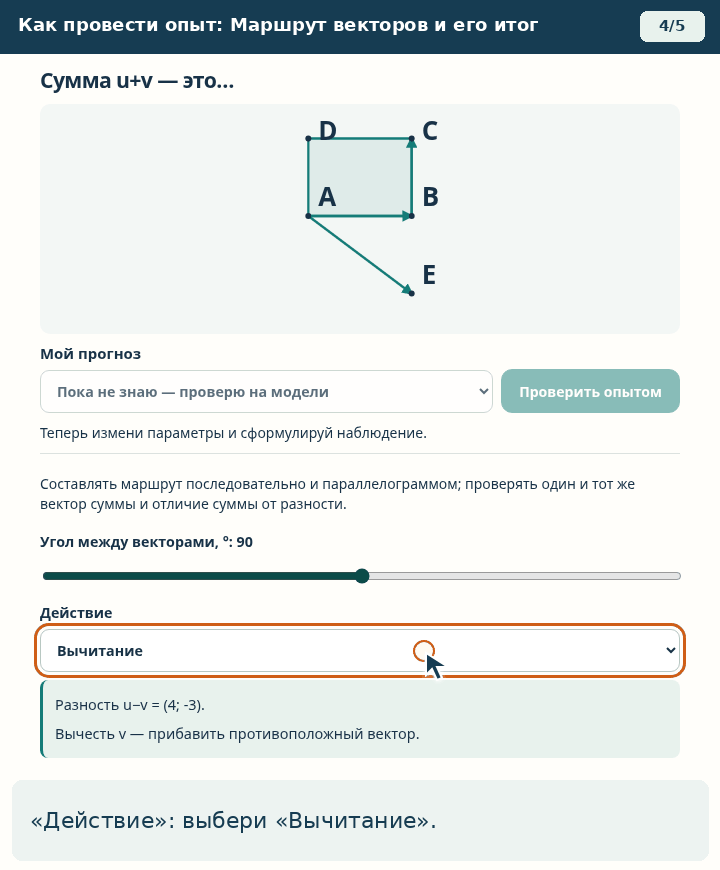 Как провести опыт: Маршрут векторов и его итог
4/5
Сумма u+v — это…
D
C
A
B
E
Мой прогноз
Пока не знаю — проверю на модели
Проверить опытом
Теперь измени параметры и сформулируй наблюдение.
Составлять маршрут последовательно и параллелограммом; проверять один и тот же
вектор суммы и отличие суммы от разности.
Угол между векторами, °: 90
Действие
Вычитание
Разность u−v = (4; -3).
Вычесть v — прибавить противоположный вектор.
«Действие»: выбери «Вычитание».